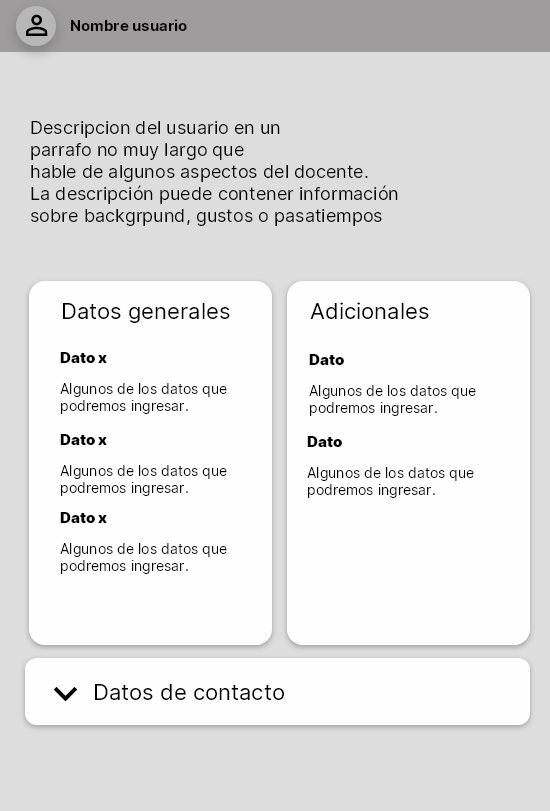 Nombre usuario
Descripcion del usuario en un
parrafo no muy largo que
hable de algunos aspectos del docente.
La descripción puede contener información
sobre backgrpund, gustos o pasatiempos
Datos generales
Dato x
Algunos de los datos que
podremos ingresar.
Dato x
Algunos de los datos que
podremos ingresar.
Dato x
Algunos de los datos que
podremos ingresar.
Adicionales
Dato
Algunos de los datos que
podremos ingresar.
Dato
Algunos de los datos que
podremos ingresar.
Datos de contacto